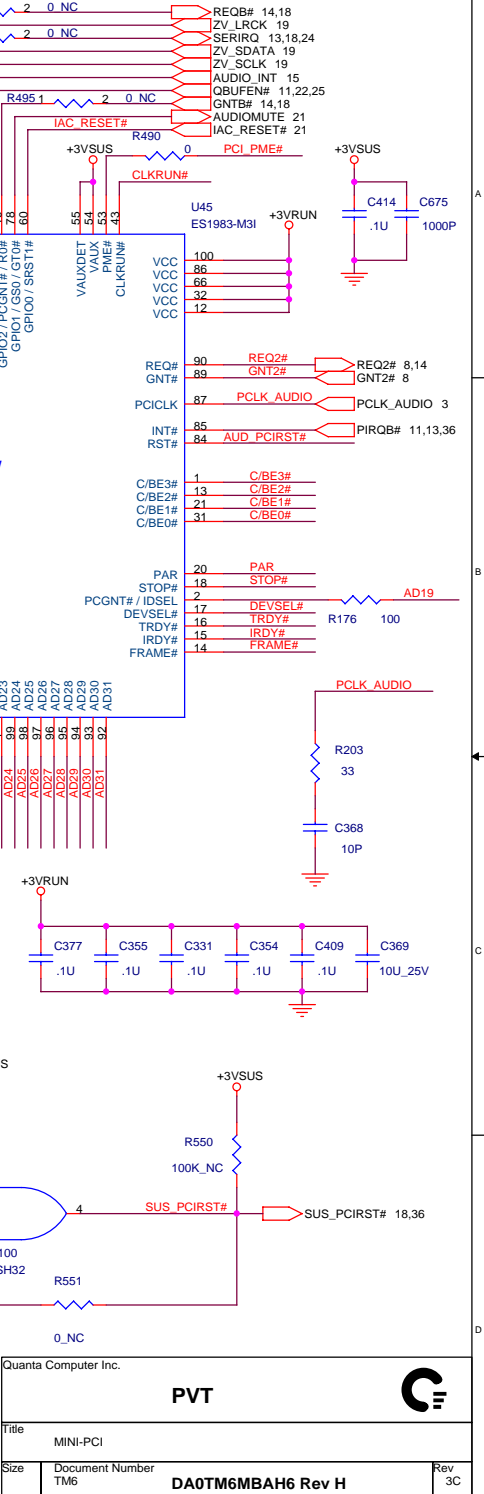 2 0_NC REQB# 14,18
ZV_LRCK 19
2 0_NC SERIRQ 13,18,24
ZV_SDATA 19
ZV_SCLK 19
AUDIO_INT 15
QBUFEN# 11,22,25
R495 1 2 0_NC GNTB# 14,18
AUDIOMUTE 21
IAC_RESET# IAC_RESET# 21
R490
+3VSUS 0 PCI_PME# +3VSUS
CLKRUN#
78 60 55 54 53 43
U45
ES1983-M3I
+3VRUN
C414 C675
.1U 1000P
GPIO2 / PCGNT# / R0#
GPIO1 / GS0 / GT0#
GPIO0 / SRST1#
VAUXDET
VAUX
PME#
CLKRUN#
VCC 100
VCC 86
VCC 66
VCC 32
VCC 12
REQ# 90 REQ2# REQ2# 8,14
GNT# 89 GNT2# GNT2# 8
PCICLK 87 PCLK_AUDIO PCLK_AUDIO 3
INT# 85 PIRQB# 11,13,36
RST# 84 AUD_PCIRST#
C/BE3# 1 C/BE3#
C/BE2# 13 C/BE2#
C/BE1# 21 C/BE1#
C/BE0# 31 C/BE0#
PAR 20 PAR
STOP# 18 STOP#
PCGNT# / IDSEL 2 AD19
DEVSEL# 17 DEVSEL#
TRDY# 16 TRDY#
IRDY# 15 IRDY#
FRAME# 14 FRAME#
R176 100
AD23 AD24 AD25 AD26 AD27 AD28 AD29 AD30 AD31
99 98 97 96 95 94 93 92
AD24 AD25 AD26 AD27 AD28 AD29 AD30 AD31
PCLK_AUDIO
R203
33
C368
10P
+3VRUN
C377 C355 C331 C354 C409 C369
.1U .1U .1U .1U .1U 10U_25V
S
+3VSUS
R550
100K_NC
4 SUS_PCIRST# SUS_PCIRST# 18,36
100
SH32
R551
0_NC
A
B
C
D
Quanta Computer Inc.
PVT
Title
MINI-PCI
Size Document Number Rev
TM6 DA0TM6MBAH6 Rev H 3C